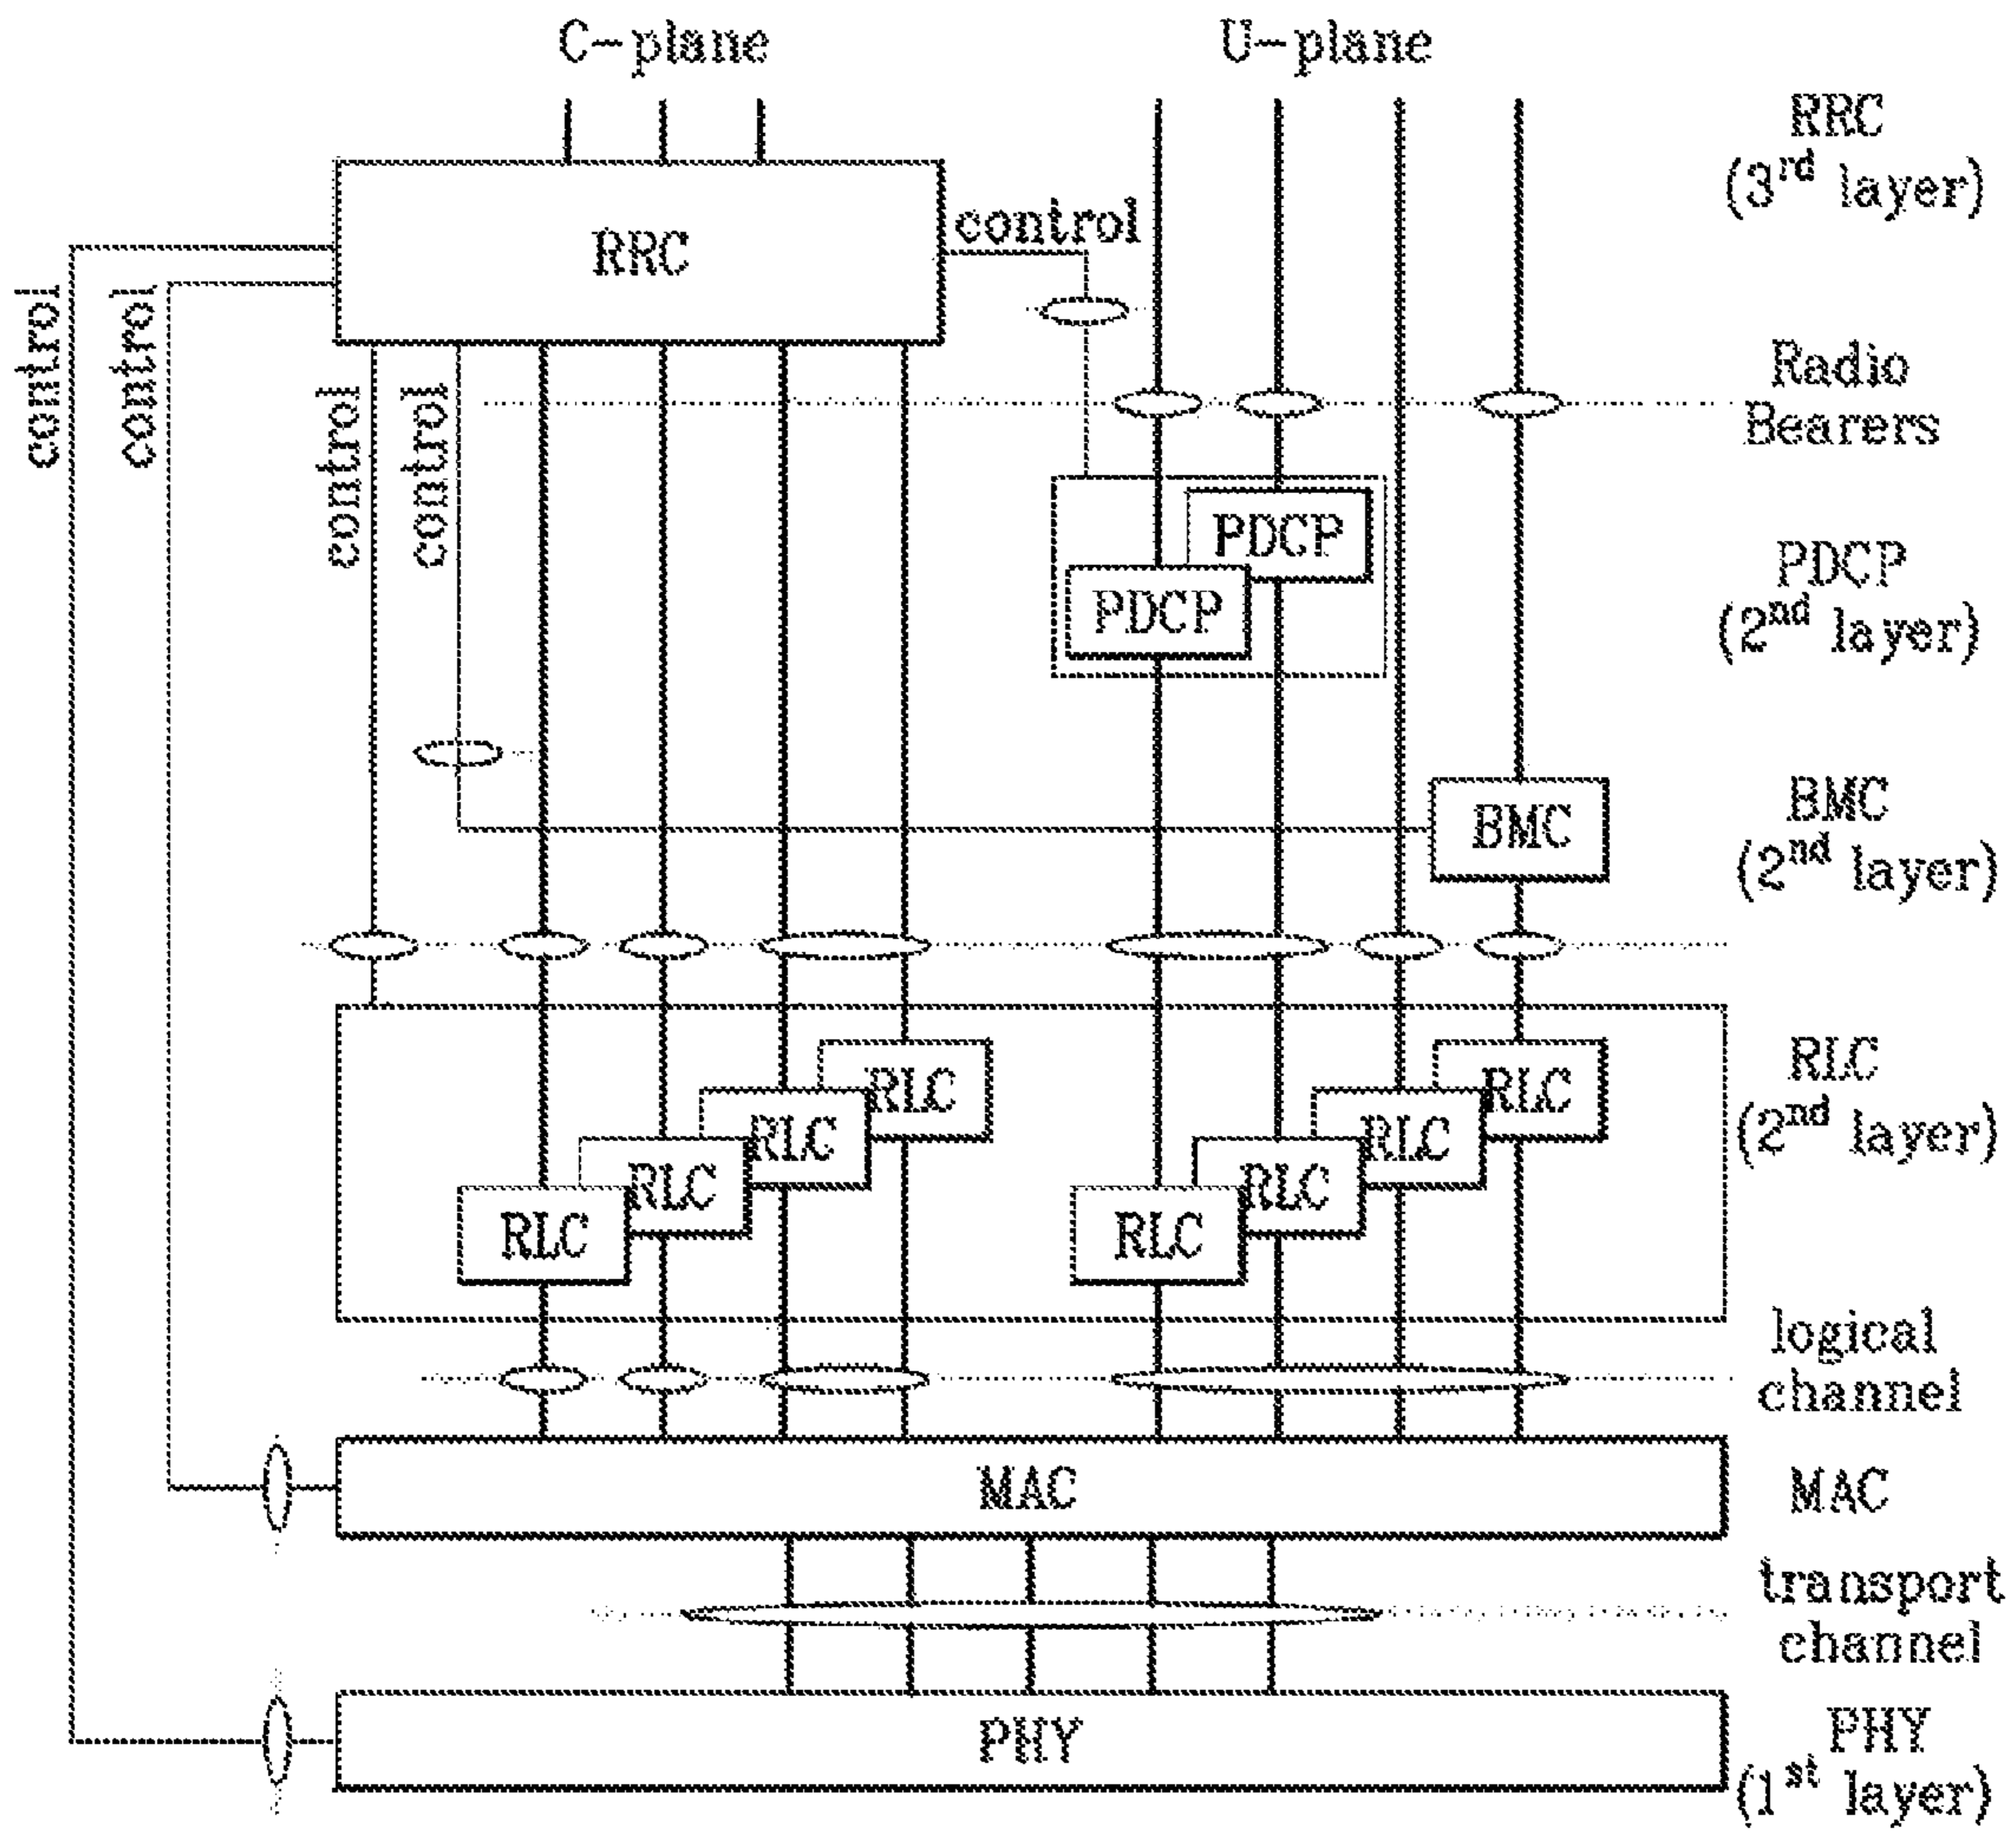 C-plane
U-plane
RRC
(3rd layer)
RRC
control
control
control
control
control
Radio
Bearers
PDCP
PDCP
PDCP
(2nd layer)
BMC
BMC
(2nd layer)
RLC
RLC
RLC
RLC
RLC
RLC
RLC
RLC
RLC
(2nd layer)
logical
channel
MAC
MAC
transport
channel
PHY
PHY
(1st layer)